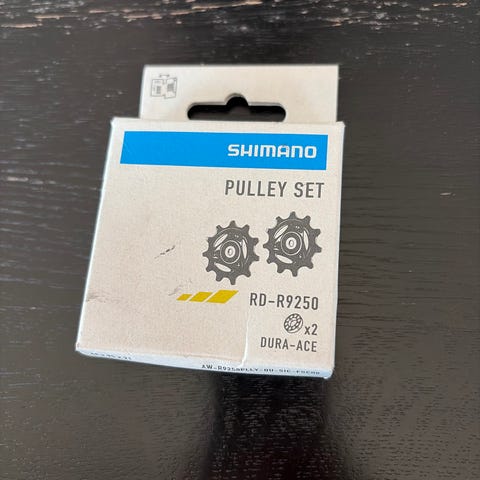 SHIMANO
PULLEY SET
RD-R9250
x2
DURA-ACE